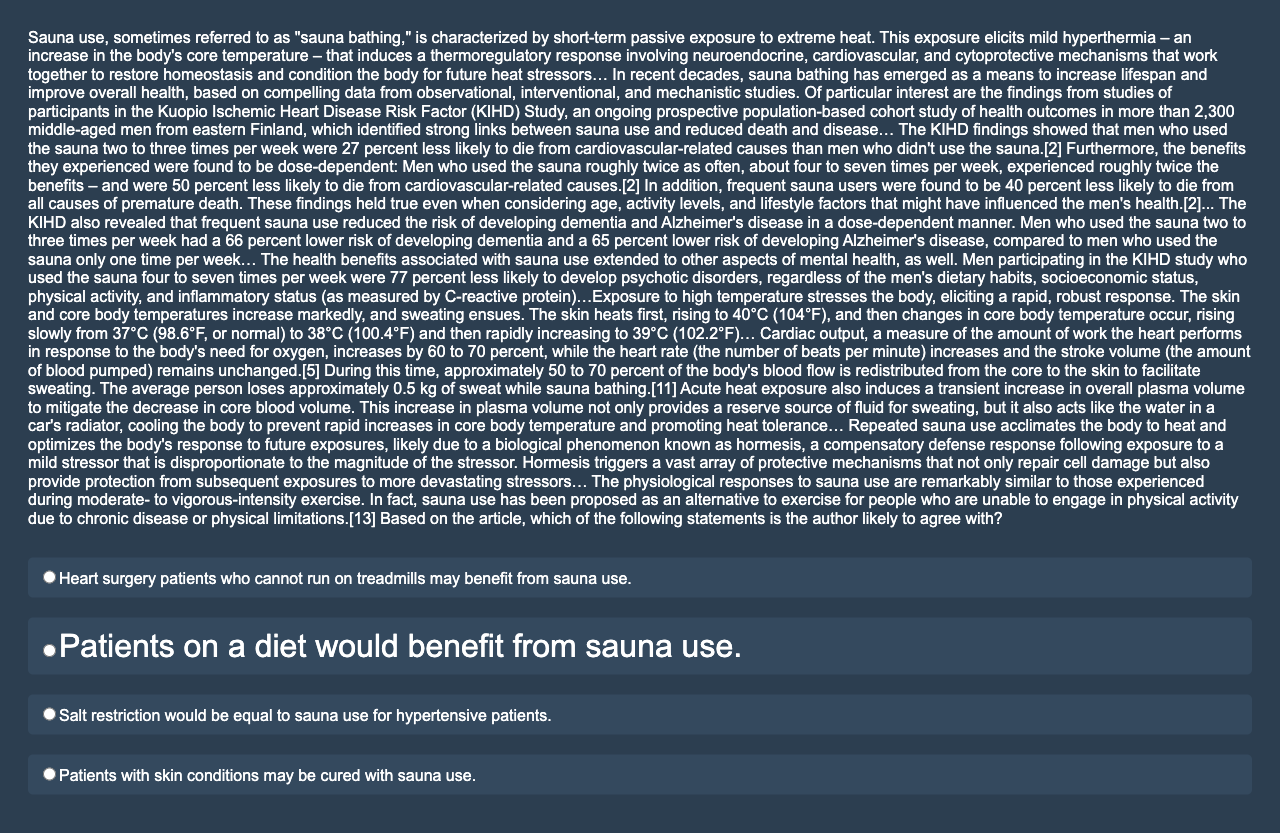 Sauna use, sometimes referred to as "sauna bathing," is characterized by short-term passive exposure to extreme heat. This exposure elicits mild hyperthermia – an
increase in the body's core temperature – that induces a thermoregulatory response involving neuroendocrine, cardiovascular, and cytoprotective mechanisms that work
together to restore homeostasis and condition the body for future heat stressors… In recent decades, sauna bathing has emerged as a means to increase lifespan and
improve overall health, based on compelling data from observational, interventional, and mechanistic studies. Of particular interest are the findings from studies of
participants in the Kuopio Ischemic Heart Disease Risk Factor (KIHD) Study, an ongoing prospective population-based cohort study of health outcomes in more than 2,300
middle-aged men from eastern Finland, which identified strong links between sauna use and reduced death and disease… The KIHD findings showed that men who used
the sauna two to three times per week were 27 percent less likely to die from cardiovascular-related causes than men who didn't use the sauna.[2] Furthermore, the benefits
they experienced were found to be dose-dependent: Men who used the sauna roughly twice as often, about four to seven times per week, experienced roughly twice the
benefits – and were 50 percent less likely to die from cardiovascular-related causes.[2] In addition, frequent sauna users were found to be 40 percent less likely to die from
all causes of premature death. These findings held true even when considering age, activity levels, and lifestyle factors that might have influenced the men's health.[2]... The
KIHD also revealed that frequent sauna use reduced the risk of developing dementia and Alzheimer's disease in a dose-dependent manner. Men who used the sauna two to
three times per week had a 66 percent lower risk of developing dementia and a 65 percent lower risk of developing Alzheimer's disease, compared to men who used the
sauna only one time per week… The health benefits associated with sauna use extended to other aspects of mental health, as well. Men participating in the KIHD study who
used the sauna four to seven times per week were 77 percent less likely to develop psychotic disorders, regardless of the men's dietary habits, socioeconomic status,
physical activity, and inflammatory status (as measured by C-reactive protein)…Exposure to high temperature stresses the body, eliciting a rapid, robust response. The skin
and core body temperatures increase markedly, and sweating ensues. The skin heats first, rising to 40°C (104°F), and then changes in core body temperature occur, rising
slowly from 37°C (98.6°F, or normal) to 38°C (100.4°F) and then rapidly increasing to 39°C (102.2°F)… Cardiac output, a measure of the amount of work the heart performs
in response to the body's need for oxygen, increases by 60 to 70 percent, while the heart rate (the number of beats per minute) increases and the stroke volume (the amount
of blood pumped) remains unchanged.[5] During this time, approximately 50 to 70 percent of the body's blood flow is redistributed from the core to the skin to facilitate
sweating. The average person loses approximately 0.5 kg of sweat while sauna bathing.[11] Acute heat exposure also induces a transient increase in overall plasma volume
to mitigate the decrease in core blood volume. This increase in plasma volume not only provides a reserve source of fluid for sweating, but it also acts like the water in a
car's radiator, cooling the body to prevent rapid increases in core body temperature and promoting heat tolerance… Repeated sauna use acclimates the body to heat and
optimizes the body's response to future exposures, likely due to a biological phenomenon known as hormesis, a compensatory defense response following exposure to a
mild stressor that is disproportionate to the magnitude of the stressor. Hormesis triggers a vast array of protective mechanisms that not only repair cell damage but also
provide protection from subsequent exposures to more devastating stressors… The physiological responses to sauna use are remarkably similar to those experienced
during moderate- to vigorous-intensity exercise. In fact, sauna use has been proposed as an alternative to exercise for people who are unable to engage in physical activity
due to chronic disease or physical limitations.[13] Based on the article, which of the following statements is the author likely to agree with?
Heart surgery patients who cannot run on treadmills may benefit from sauna use.
Patients on a diet would benefit from sauna use.
Salt restriction would be equal to sauna use for hypertensive patients.
Patients with skin conditions may be cured with sauna use.